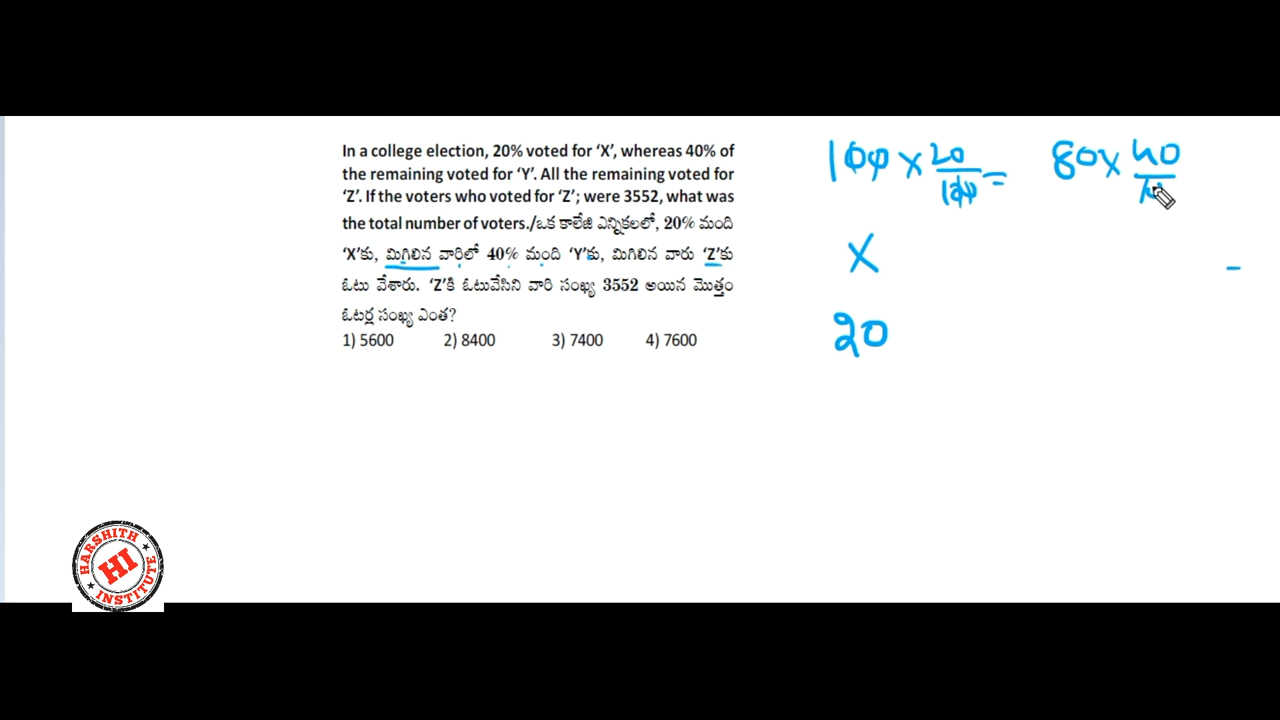 In a college election, 20% voted for ‘X’, whereas 40% of
the remaining voted for ‘Y’. All the remaining voted for
‘Z’. If the voters who voted for ‘Z’; were 3552, what was
the total number of voters./ఒక కాలేజి ఎన్నికలలో, 20% మంది
‘X’కు, మిగిలిన వారిలో 40% మంది ‘Y’కు, మిగిలిన వారు ‘Z’కు
ఓటు వేశారు. ‘Z’కి ఓటువేసిని వారి సంఖ్య 3552 అయిన మొత్తం
ఓటర్ల సంఖ్య ఎంత?
1) 5600 2) 8400 3) 7400 4) 7600
100 × 20/100 =
80 × 40
X
20
HARSHITH
HI
INSTITUTE